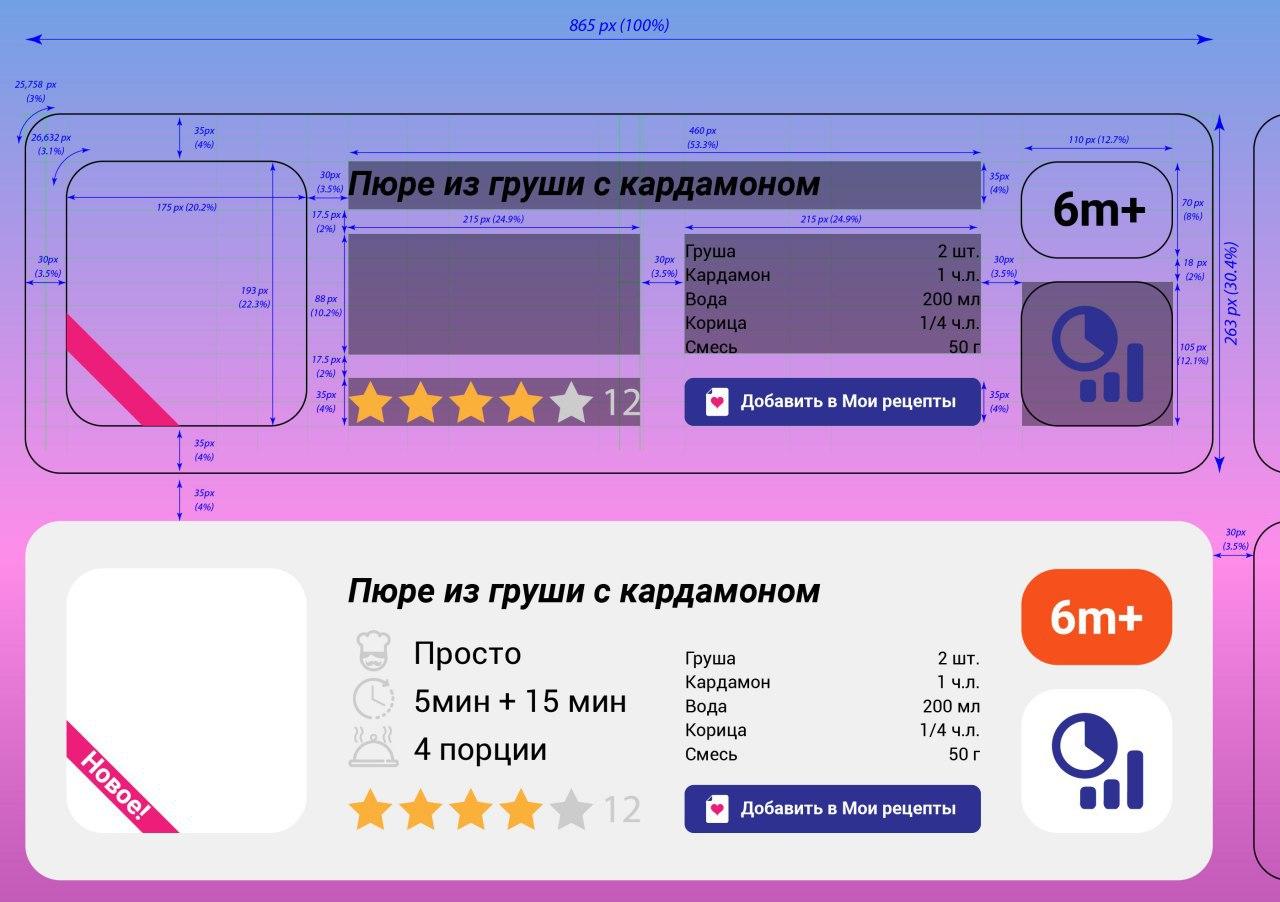 865 px (100%)
25,758 px
(3%)
26,632 px
(3.1%)
35px
(4%)
460 px
(53.3%)
110 px (12.7%)
30px
(3.5%)
Пюре из груши с кардамоном
35px
(4%)
6m+
70 px
(8%)
175 px (20.2%)
17.5 px
(2%)
215 px (24.9%)
215 px (24.9%)
30px
(3.5%)
193 px
(22.3%)
88 px
(10.2%)
30px
(3.5%)
Груша 2 шт.
Кардамон 1 ч.л.
Вода 200 мл
Корица 1/4 ч.л.
Смесь 50 г
30px
(3.5%)
18 px
(2%)
263 px (30.4%)
105 px
(12.1%)
17.5 px
(2%)
35px
(4%)
12
Добавить в Мои рецепты
35px
(4%)
35px
(4%)
35px
(4%)
30px
(3.5%)
Новое!
Пюре из груши с кардамоном
Просто
5мин + 15 мин
4 порции
12
Груша 2 шт.
Кардамон 1 ч.л.
Вода 200 мл
Корица 1/4 ч.л.
Смесь 50 г
Добавить в Мои рецепты
6m+